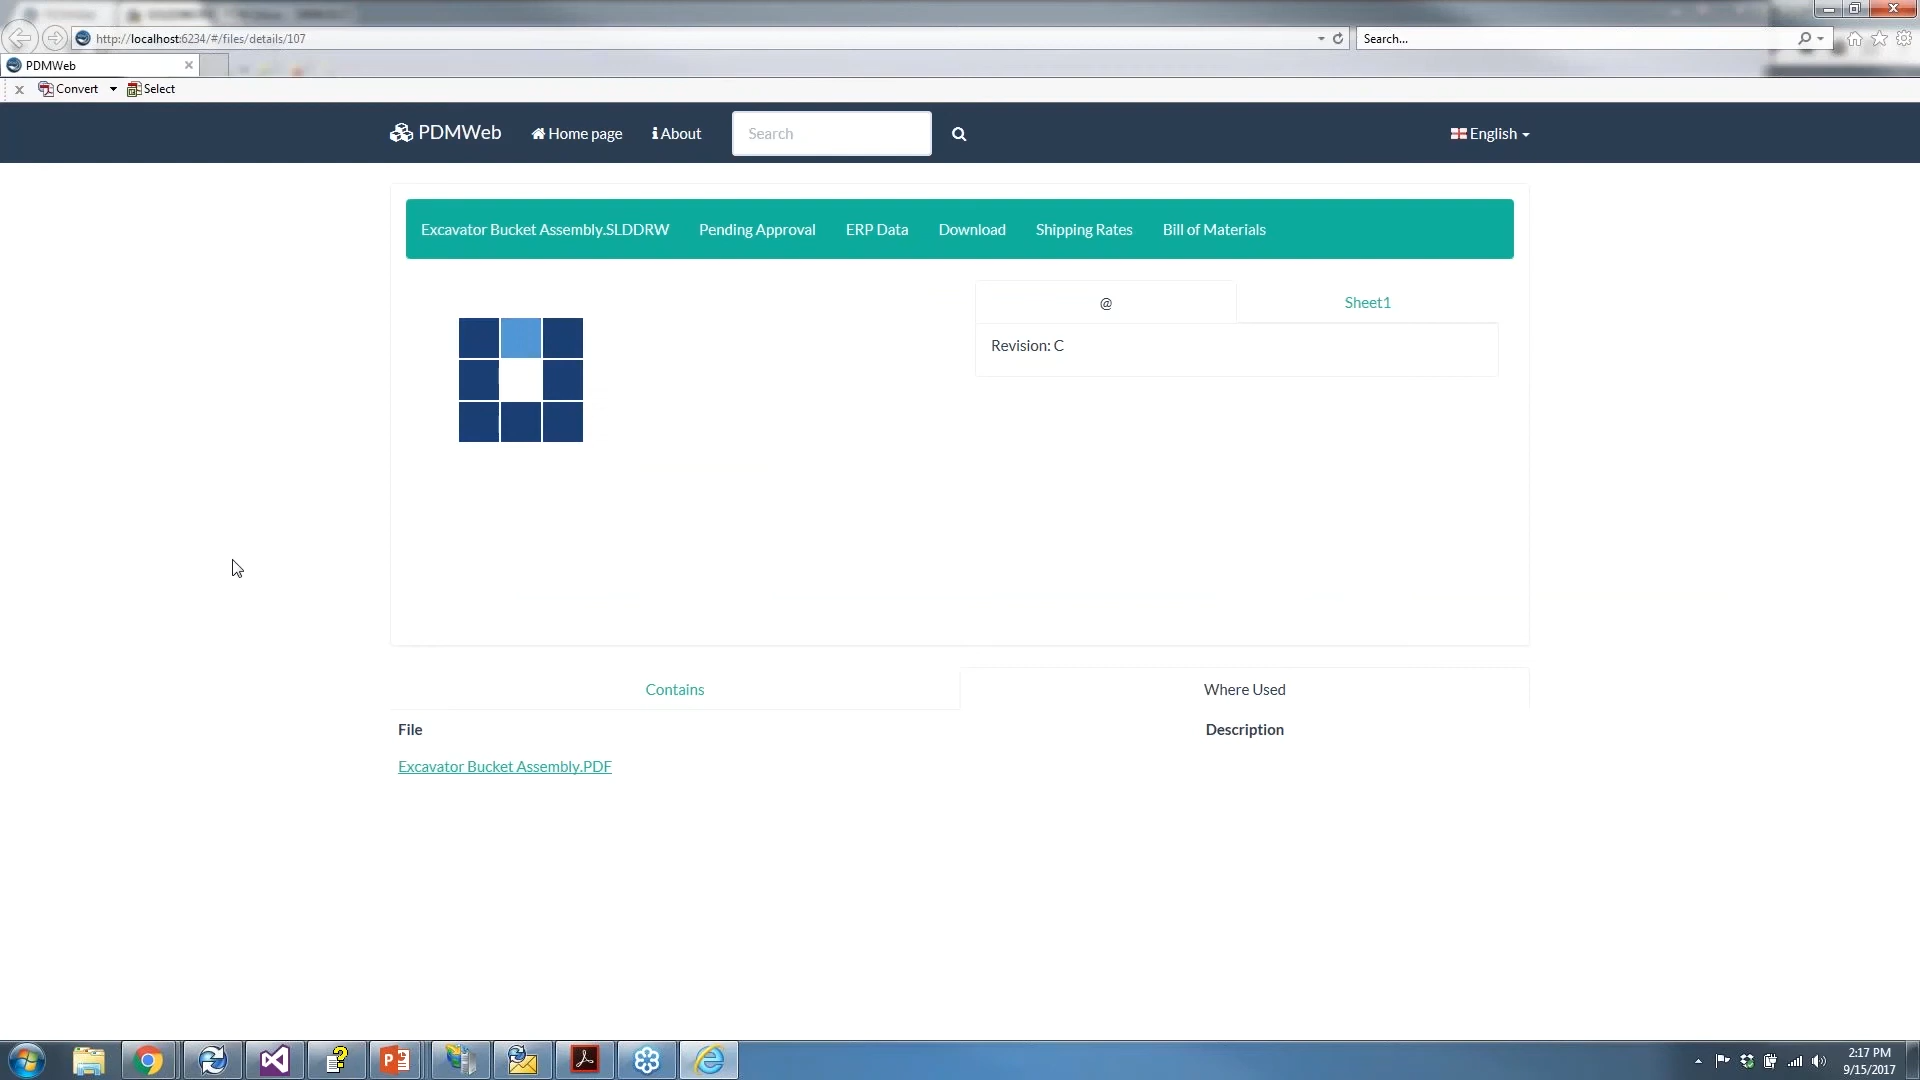 http://localhost:6234/#/files/details/107
Search...
PDMWeb
Convert
Select
PDMWeb
Home page
About
Search
English
Excavator Bucket Assembly.SLDDRW
Pending Approval
ERP Data
Download
Shipping Rates
Bill of Materials
@
Sheet1
Revision: C
Contains
Where Used
File
Description
Excavator Bucket Assembly.PDF
2:17 PM
9/15/2017